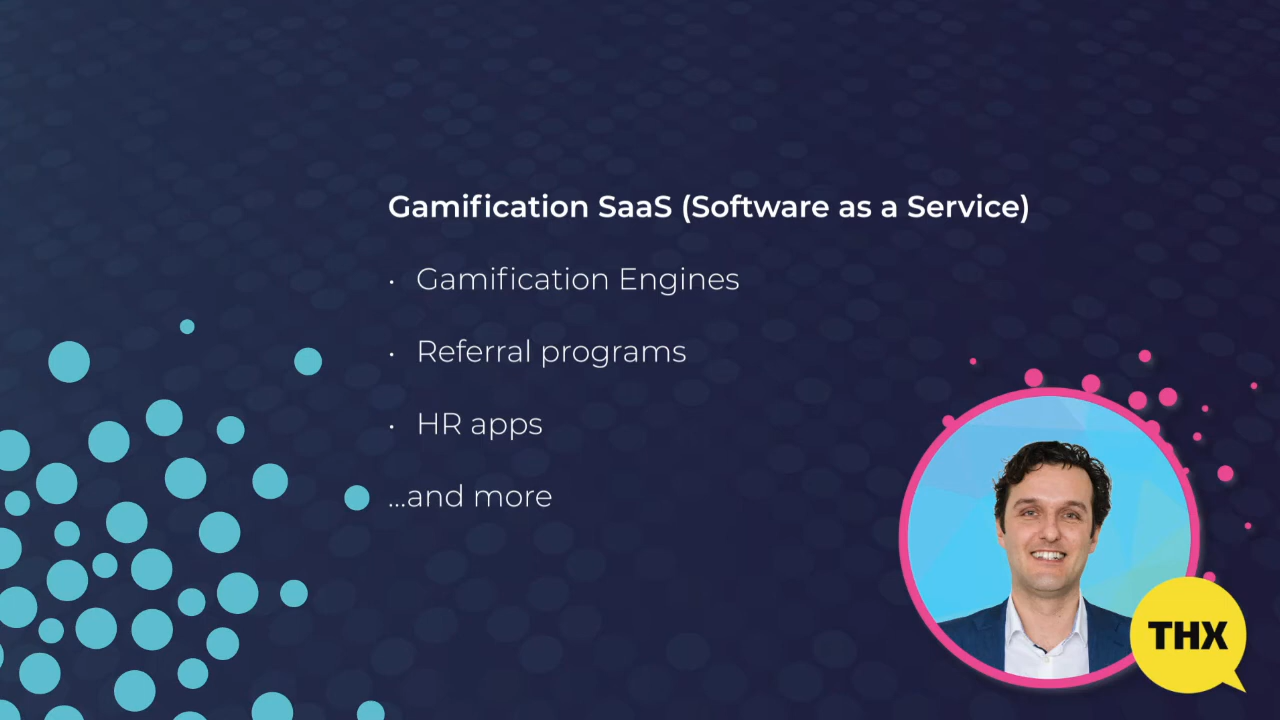 Gamification SaaS (Software as a Service)
· Gamification Engines
· Referral programs
· HR apps
...and more
THX